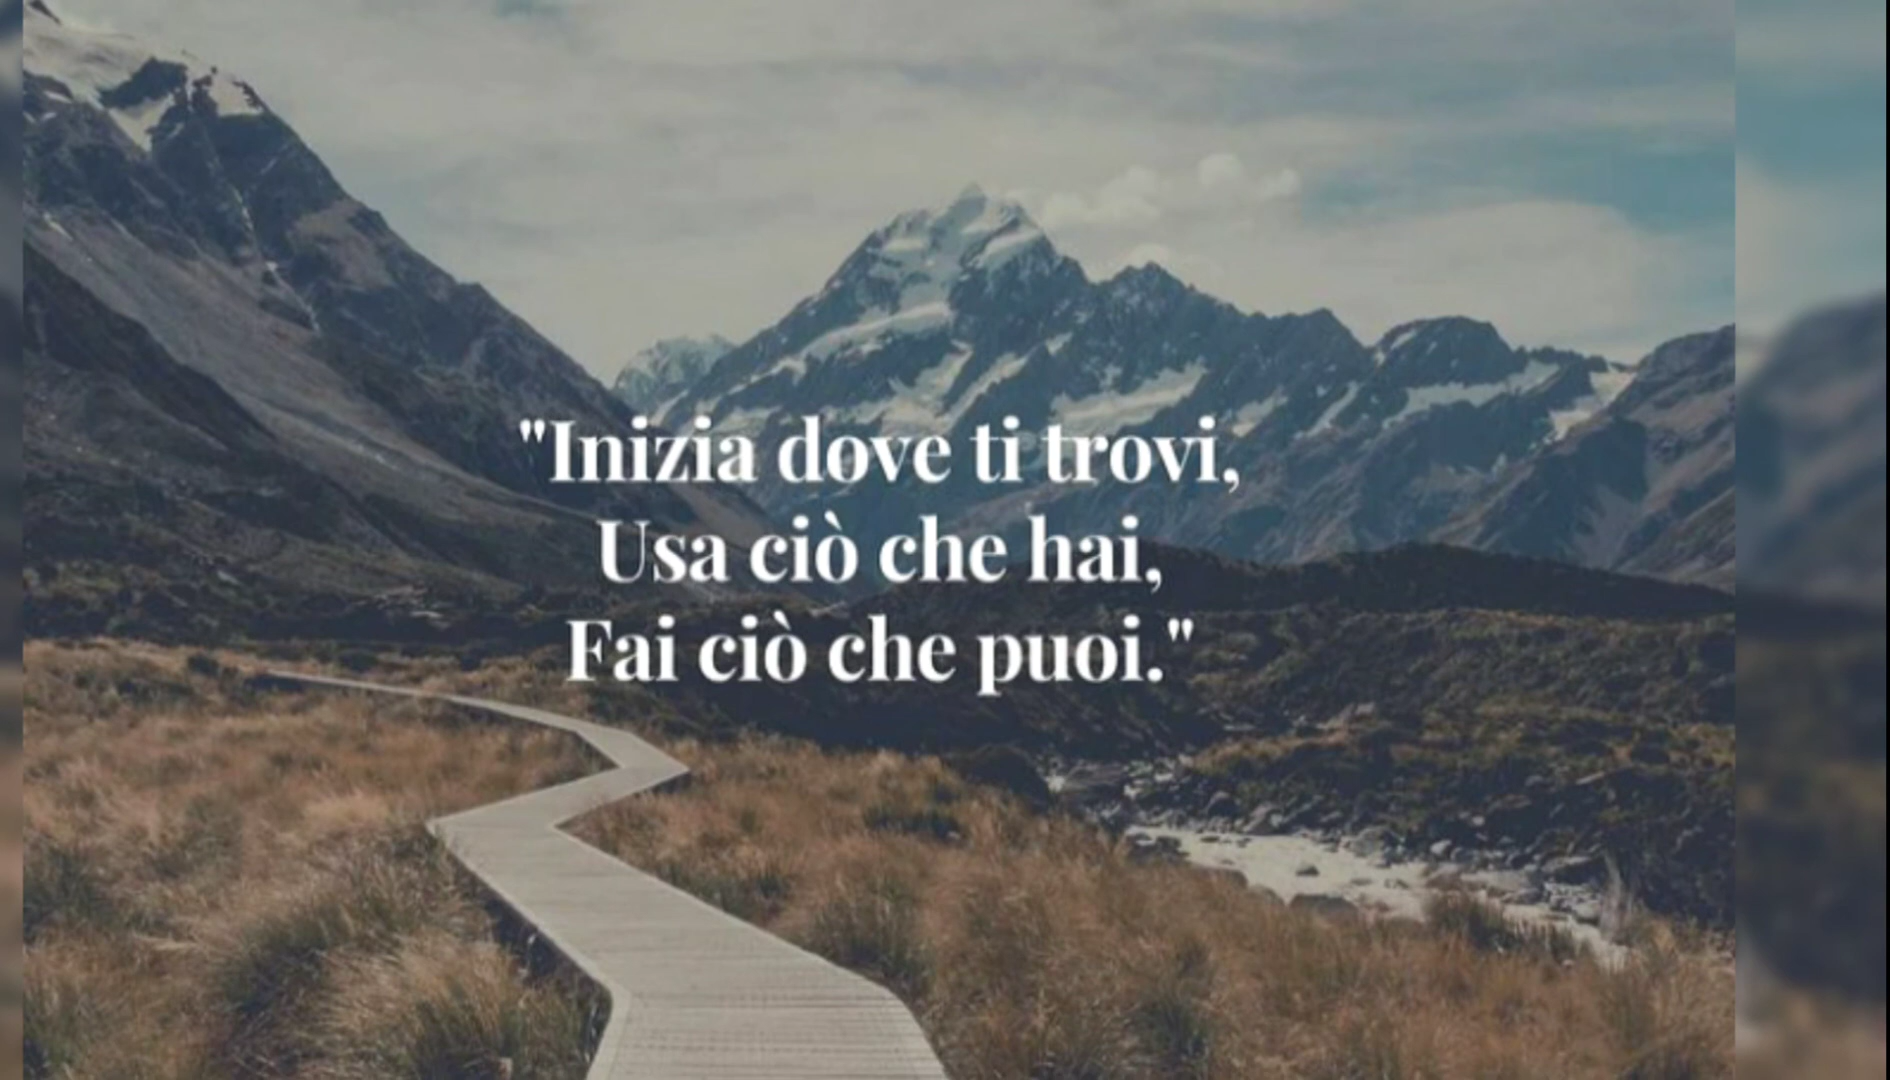 "Inizia dove ti trovi,
Usa ciò che hai,
Fai ciò che puoi."